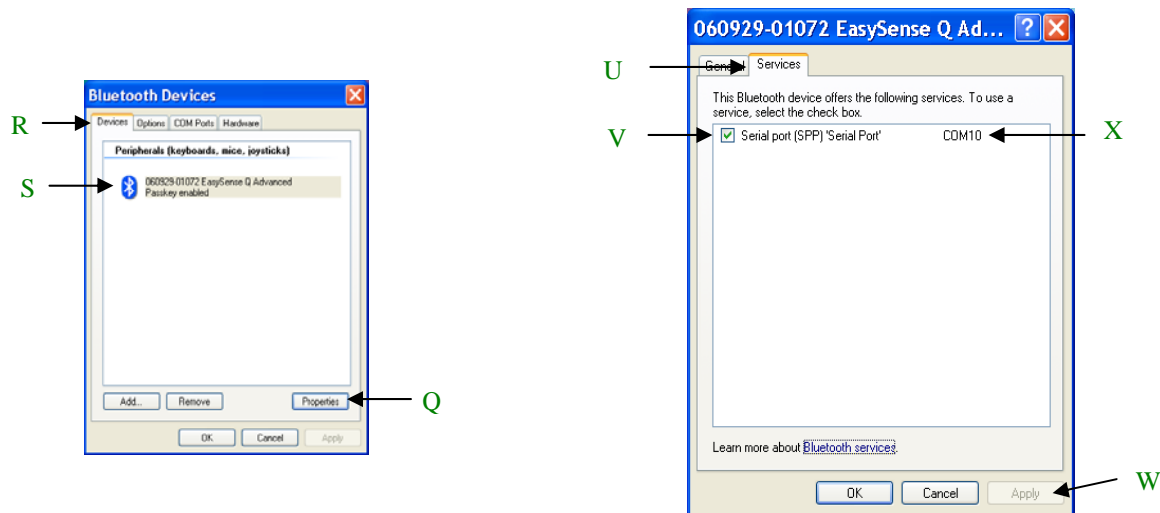 Bluetooth Devices
R
Devices Options COM Ports Hardware
Peripherals (keyboards, mice, joysticks)
S
060929-01072 EasySense Q Advanced
Passkey enabled
Add... Remove Properties
Q
OK Cancel Apply
060929-01072 EasySense Q Ad...
U
General Services
This Bluetooth device offers the following services. To use a
service, select the check box.
V
Serial port (SPP) 'Serial Port' COM10
X
Learn more about Bluetooth services.
OK Cancel Apply
W